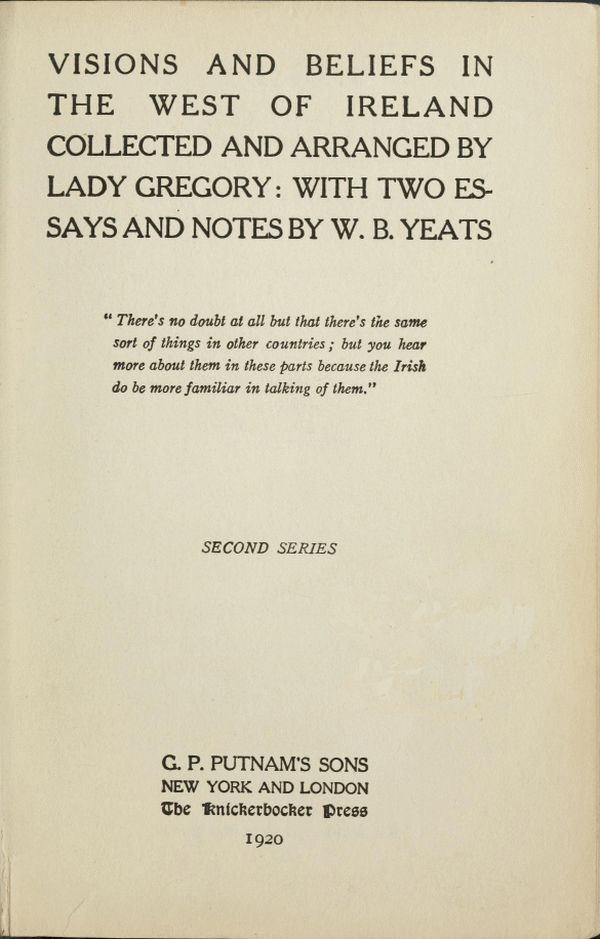 VISIONS AND BELIEFS IN
THE WEST OF IRELAND
COLLECTED AND ARRANGED BY
LADY GREGORY: WITH TWO ES-
SAYS AND NOTES BY W. B. YEATS
"There's no doubt at all but that there's the same
sort of things in other countries; but you hear
more about them in these parts because the Irish
do be more familiar in talking of them."
SECOND SERIES
G. P. PUTNAM'S SONS
NEW YORK AND LONDON
The Knickerbocker Press
1920